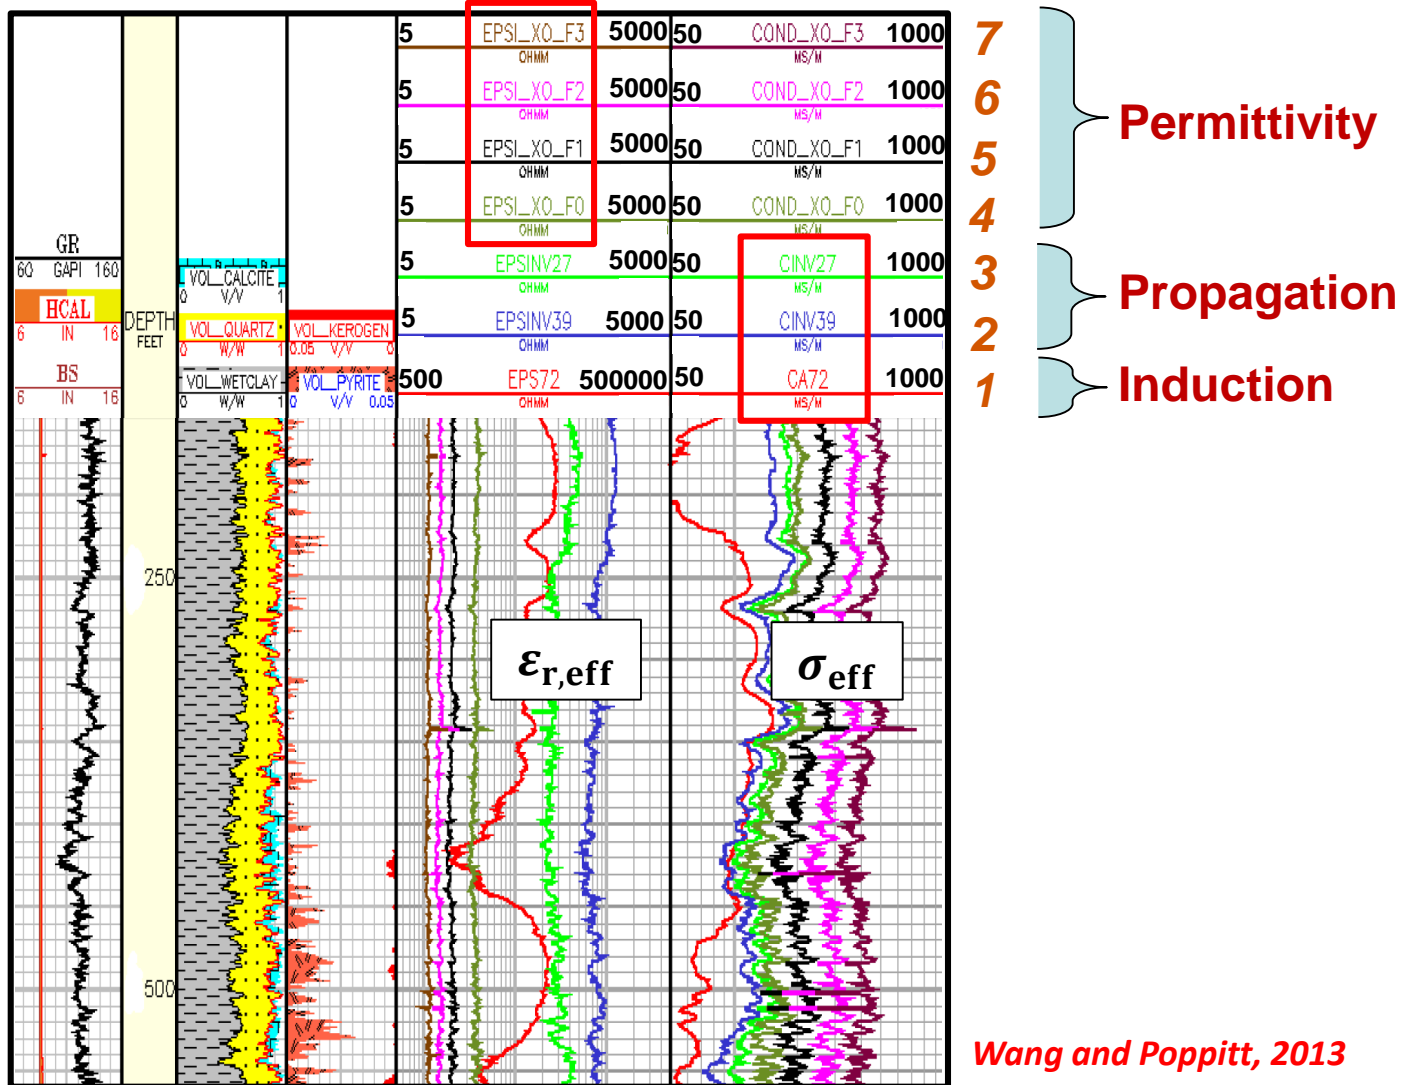 5 EPSI_XO_F3 5000 50 COND_XO_F3 1000 7
OHMM MS/M
5 EPSI_XO_F2 5000 50 COND_XO_F2 1000 6
OHMM MS/M
Permittivity
5 EPSI_XO_F1 5000 50 COND_XO_F1 1000 5
OHMM MS/M
5 EPSI_XO_F0 5000 50 COND_XO_F0 1000 4
OHMM MS/M
GR
60 GAPI 160
5 EPSINV27 5000 50 CINV27 1000 3
OHMM MS/M
VOL_CALCITE
0 V/V 1
Propagation
HCAL
6 IN 16
DEPTH
FEET
VOL_QUARTZ
0 W/W 1
VOL_KEROGEN
0.05 V/V 0
5 EPSINV39 5000 50 CINV39 1000 2
OHMM MS/M
BS
6 IN 16
VOL_WETCLAY
0 W/W 1
VOL_PYRITE
0 V/V 0.05
500 EPS72 500000 50 CA72 1000 1
OHMM MS/M
Induction
250
εr,eff
σeff
500
Wang and Poppitt, 2013